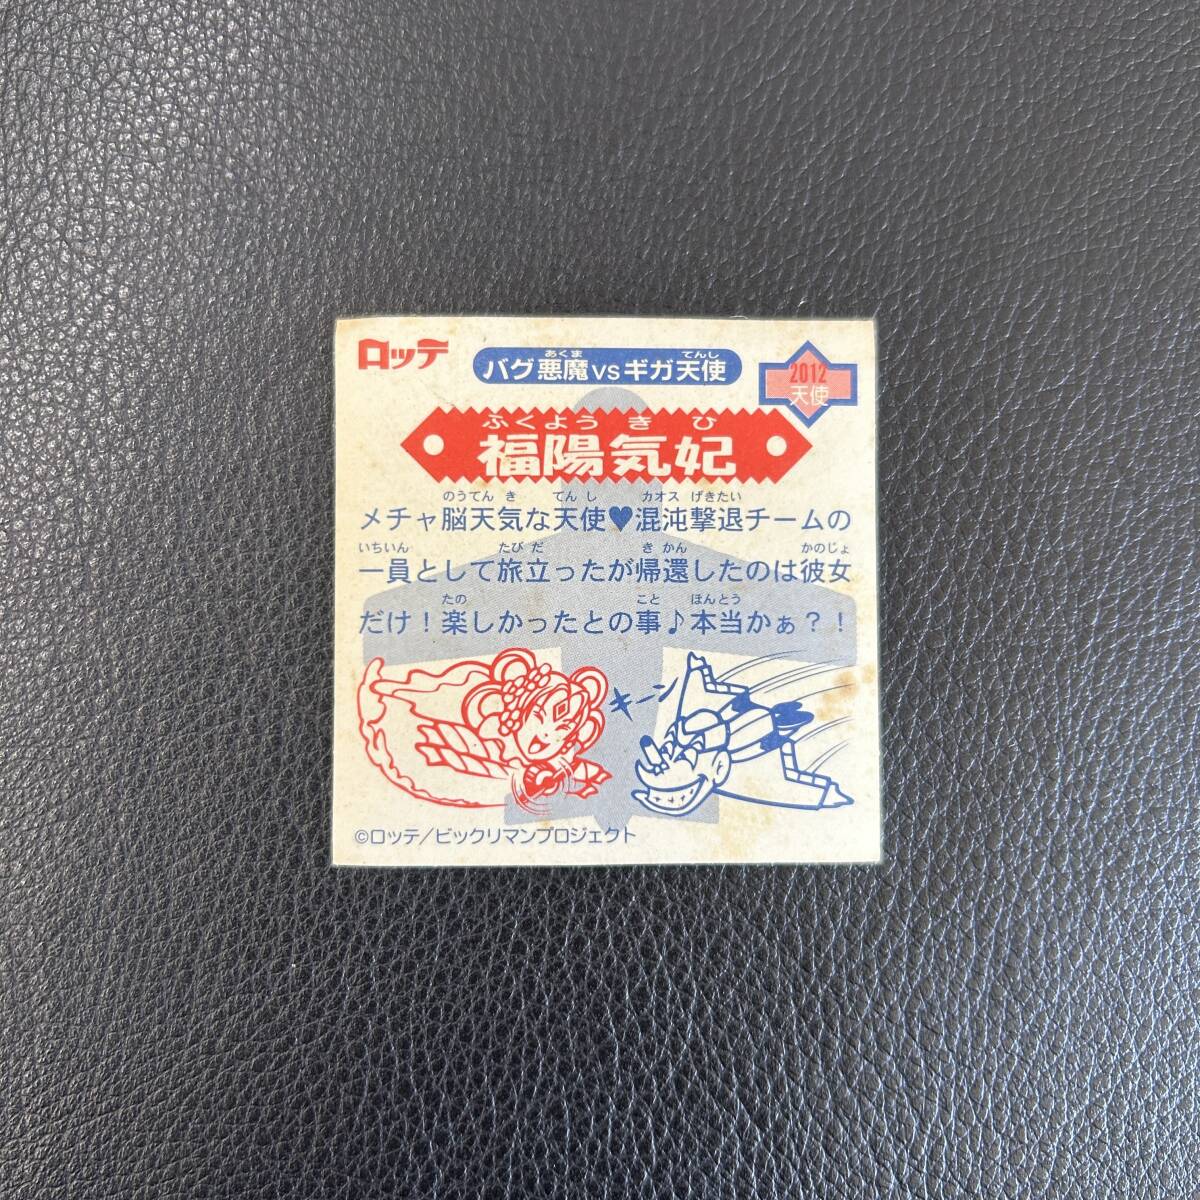 ロッテ
あくま てんし
バグ悪魔vsギガ天使
2012
天使
ふくようきひ
福陽気妃
のうてんき てんし カオス げきたい
メチャ脳天気な天使♥混沌撃退チームの
いちいん たびだ きかん かのじょ
一員として旅立ったが帰還したのは彼女
たの こと ほんとう
だけ！楽しかったとの事♪本当かぁ？！
キーン
©ロッテ/ビックリマンプロジェクト